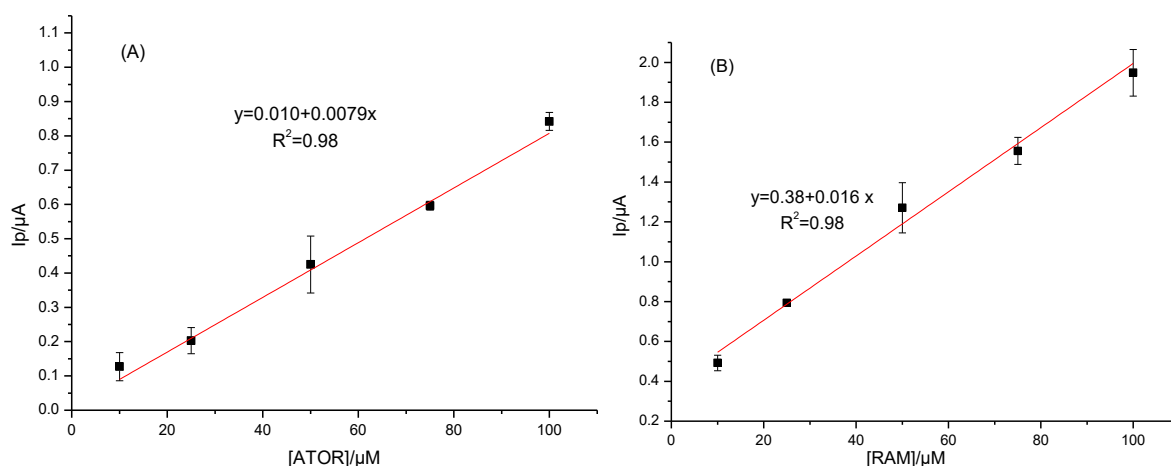 (A)
y=0.010+0.0079x
R²=0.98
Ip/µA
1.1
1.0
0.9
0.8
0.7
0.6
0.5
0.4
0.3
0.2
0.1
0.0
0 20 40 60 80 100
[ATOR]/µM
(B)
y=0.38+0.016 x
R²=0.98
Ip/µA
2.0
1.8
1.6
1.4
1.2
1.0
0.8
0.6
0.4
0.2
0 20 40 60 80 100
[RAM]/µM